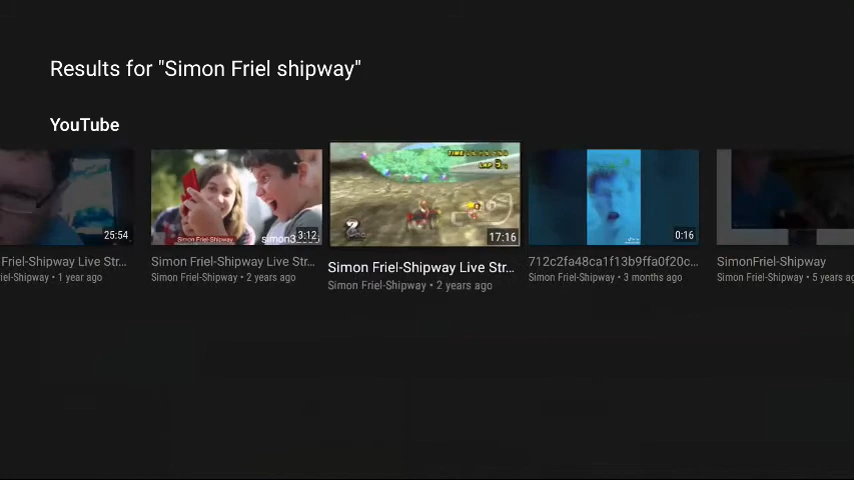 Results for "Simon Friel shipway"
YouTube
25:54
Simon Friel-Shipway
simon3
3:12
17:16
0:16
Friel-Shipway Live Str...
iel-Shipway • 1 year ago
Simon Friel-Shipway Live Str...
Simon Friel-Shipway • 2 years ago
Simon Friel-Shipway Live Str...
Simon Friel-Shipway • 2 years ago
712c2fa48ca1f13b9ffa0f20c...
Simon Friel-Shipway • 3 months ago
SimonFriel-Shipway
Simon Friel-Shipway • 5 years ag